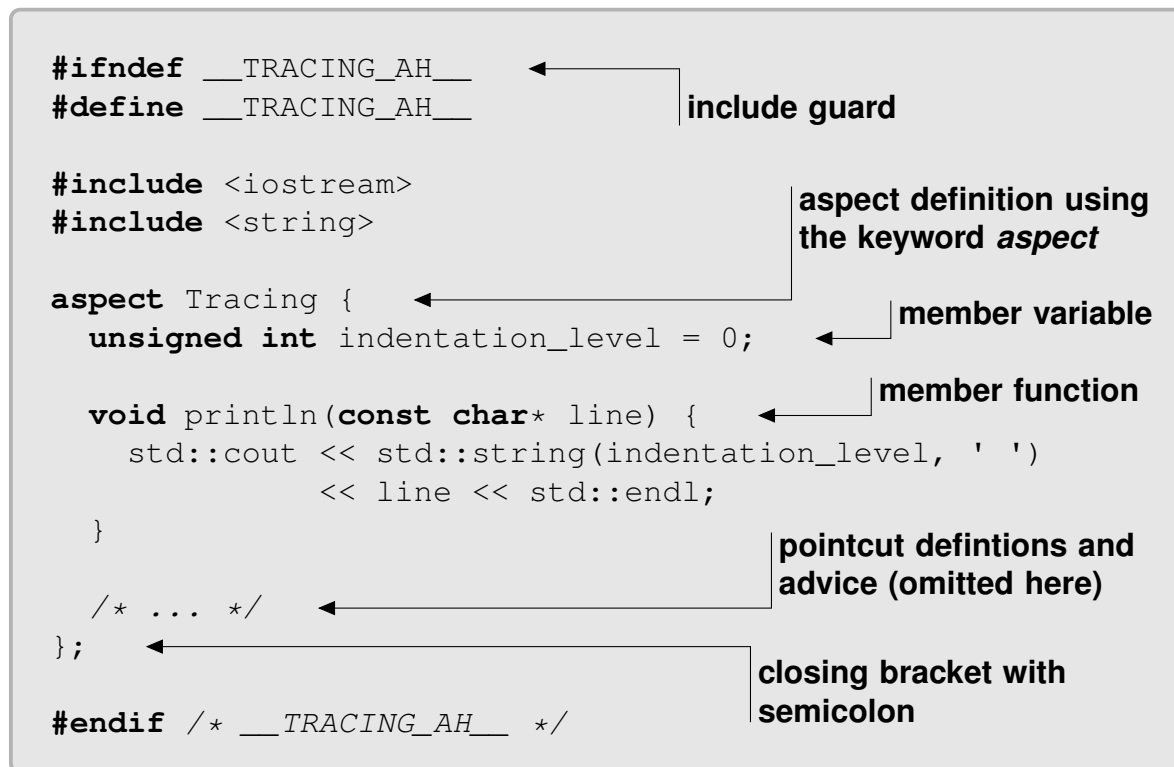 #ifndef __TRACING_AH__
#define __TRACING_AH__
include guard
#include <iostream>
#include <string>
aspect definition using
the keyword aspect
aspect Tracing {
member variable
unsigned int indentation_level = 0;
member function
void println(const char* line) {
std::cout << std::string(indentation_level, ' ')
<< line << std::endl;
}
pointcut defintions and
advice (omitted here)
/* ... */
};
closing bracket with
semicolon
#endif /* __TRACING_AH__ */